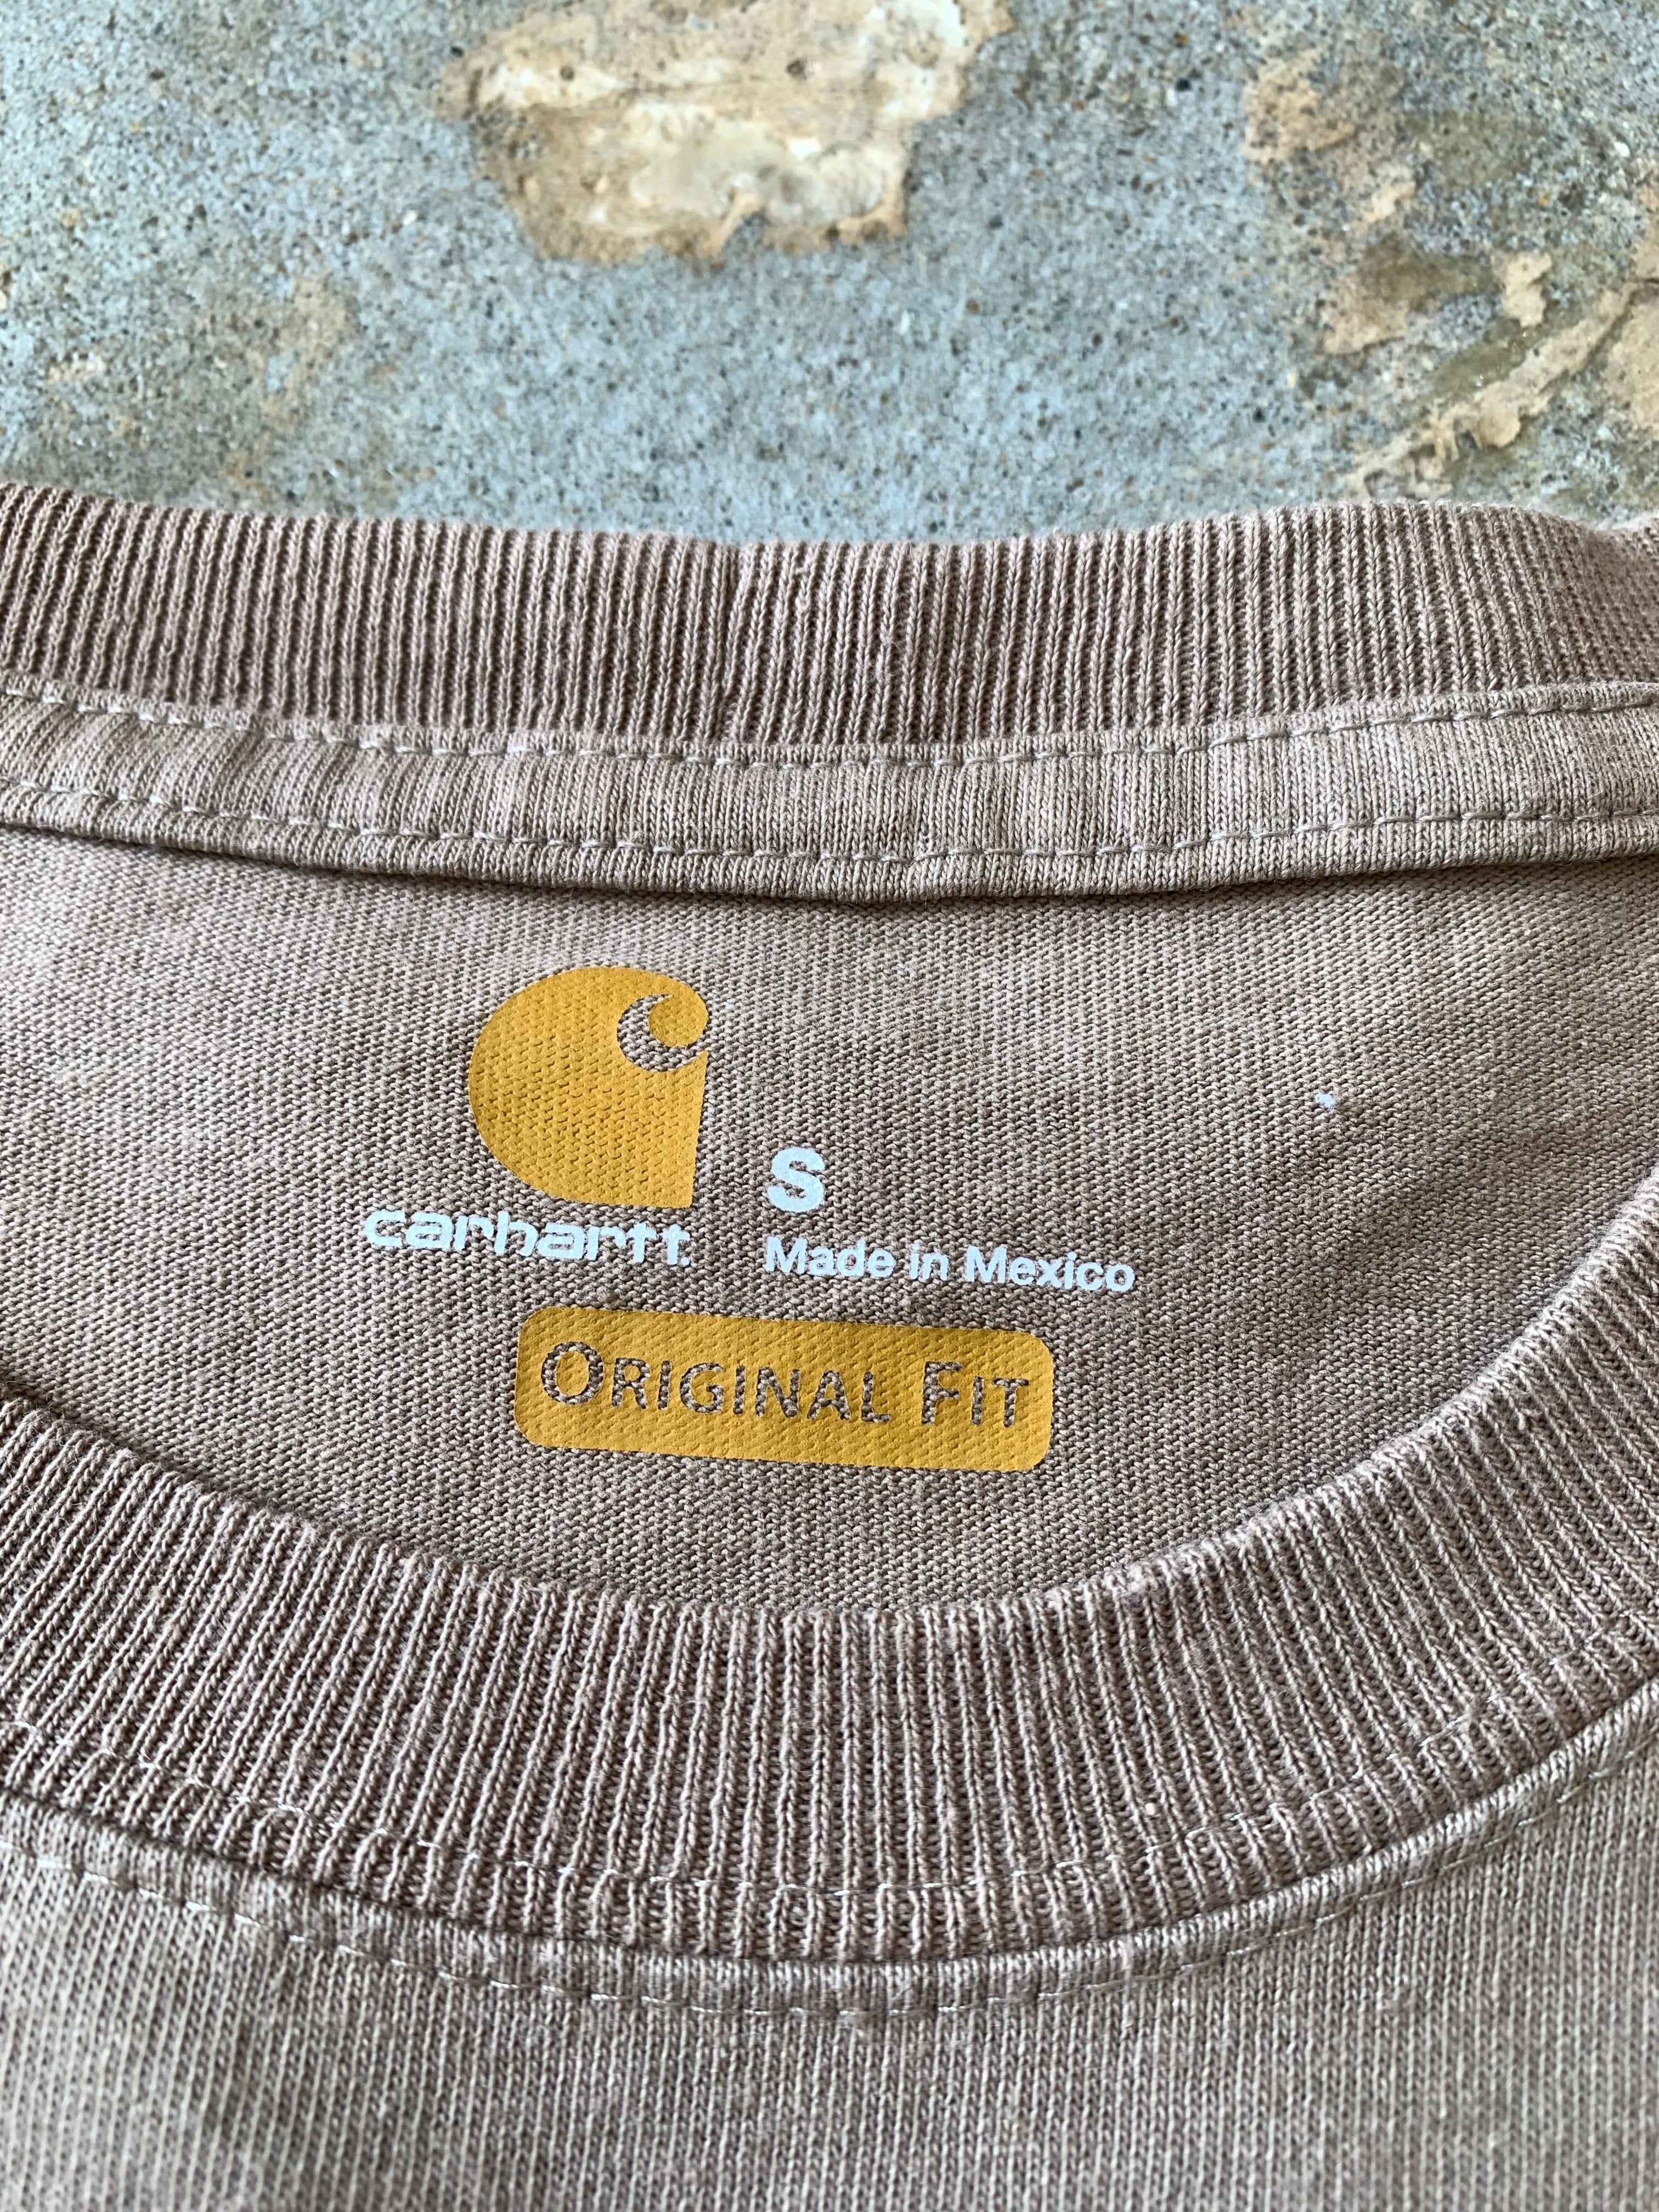 S
carhartt.
Made in Mexico
ORIGINAL FIT